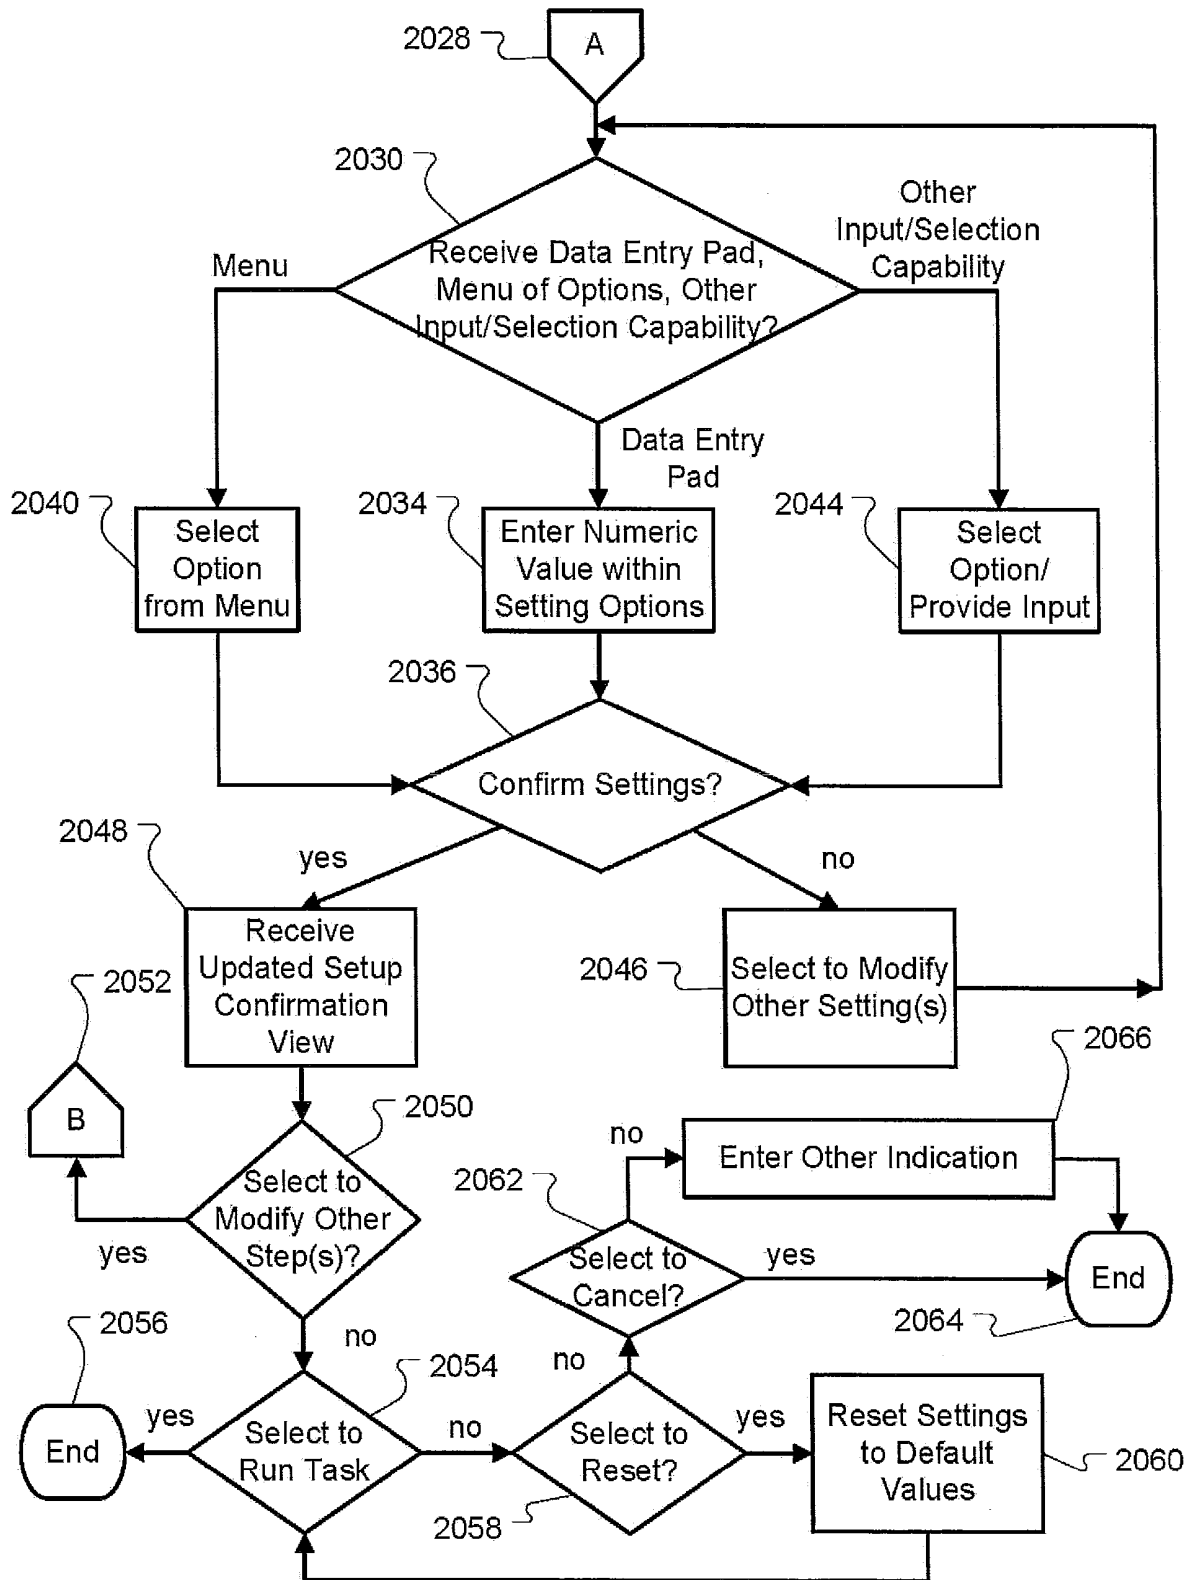 2028
A
2030
Other
Input/Selection
Capability
Menu
Receive Data Entry Pad,
Menu of Options, Other
Input/Selection Capability?
Data Entry
Pad
2040
2034
2044
Select
Option
from Menu
Enter Numeric
Value within
Setting Options
Select
Option/
Provide Input
2036
Confirm Settings?
2048
yes
no
Receive
Updated Setup
Confirmation
View
2052
2046
Select to Modify
Other Setting(s)
2066
B
2050
no
Enter Other Indication
Select to
Modify Other
Step(s)?
2062
yes
Select to
Cancel?
yes
End
2064
2056
no
2054
no
yes
End
Select to
Run Task
no
Select to
Reset?
yes
Reset Settings
to Default
Values
2060
2058